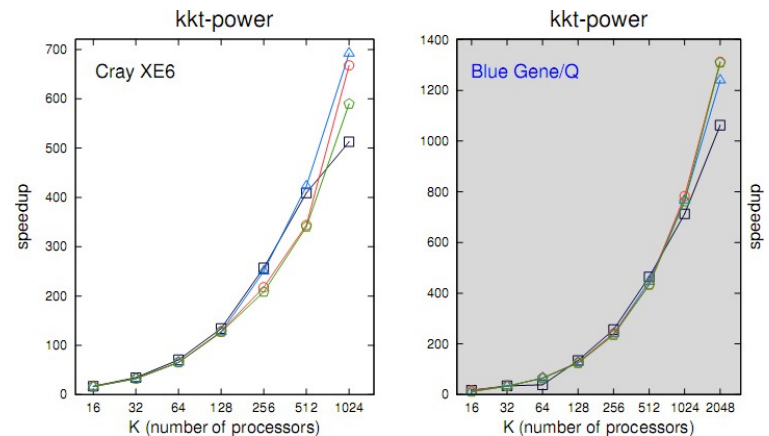 kkt-power
Cray XE6
700
600
500
400
300
200
100
0
speedup
16 32 64 128 256 512 1024
K (number of processors)
kkt-power
Blue Gene/Q
1400
1200
1000
800
600
400
200
0
speedup
16 32 64 128 256 512 1024 2048
K (number of processors)
speedup